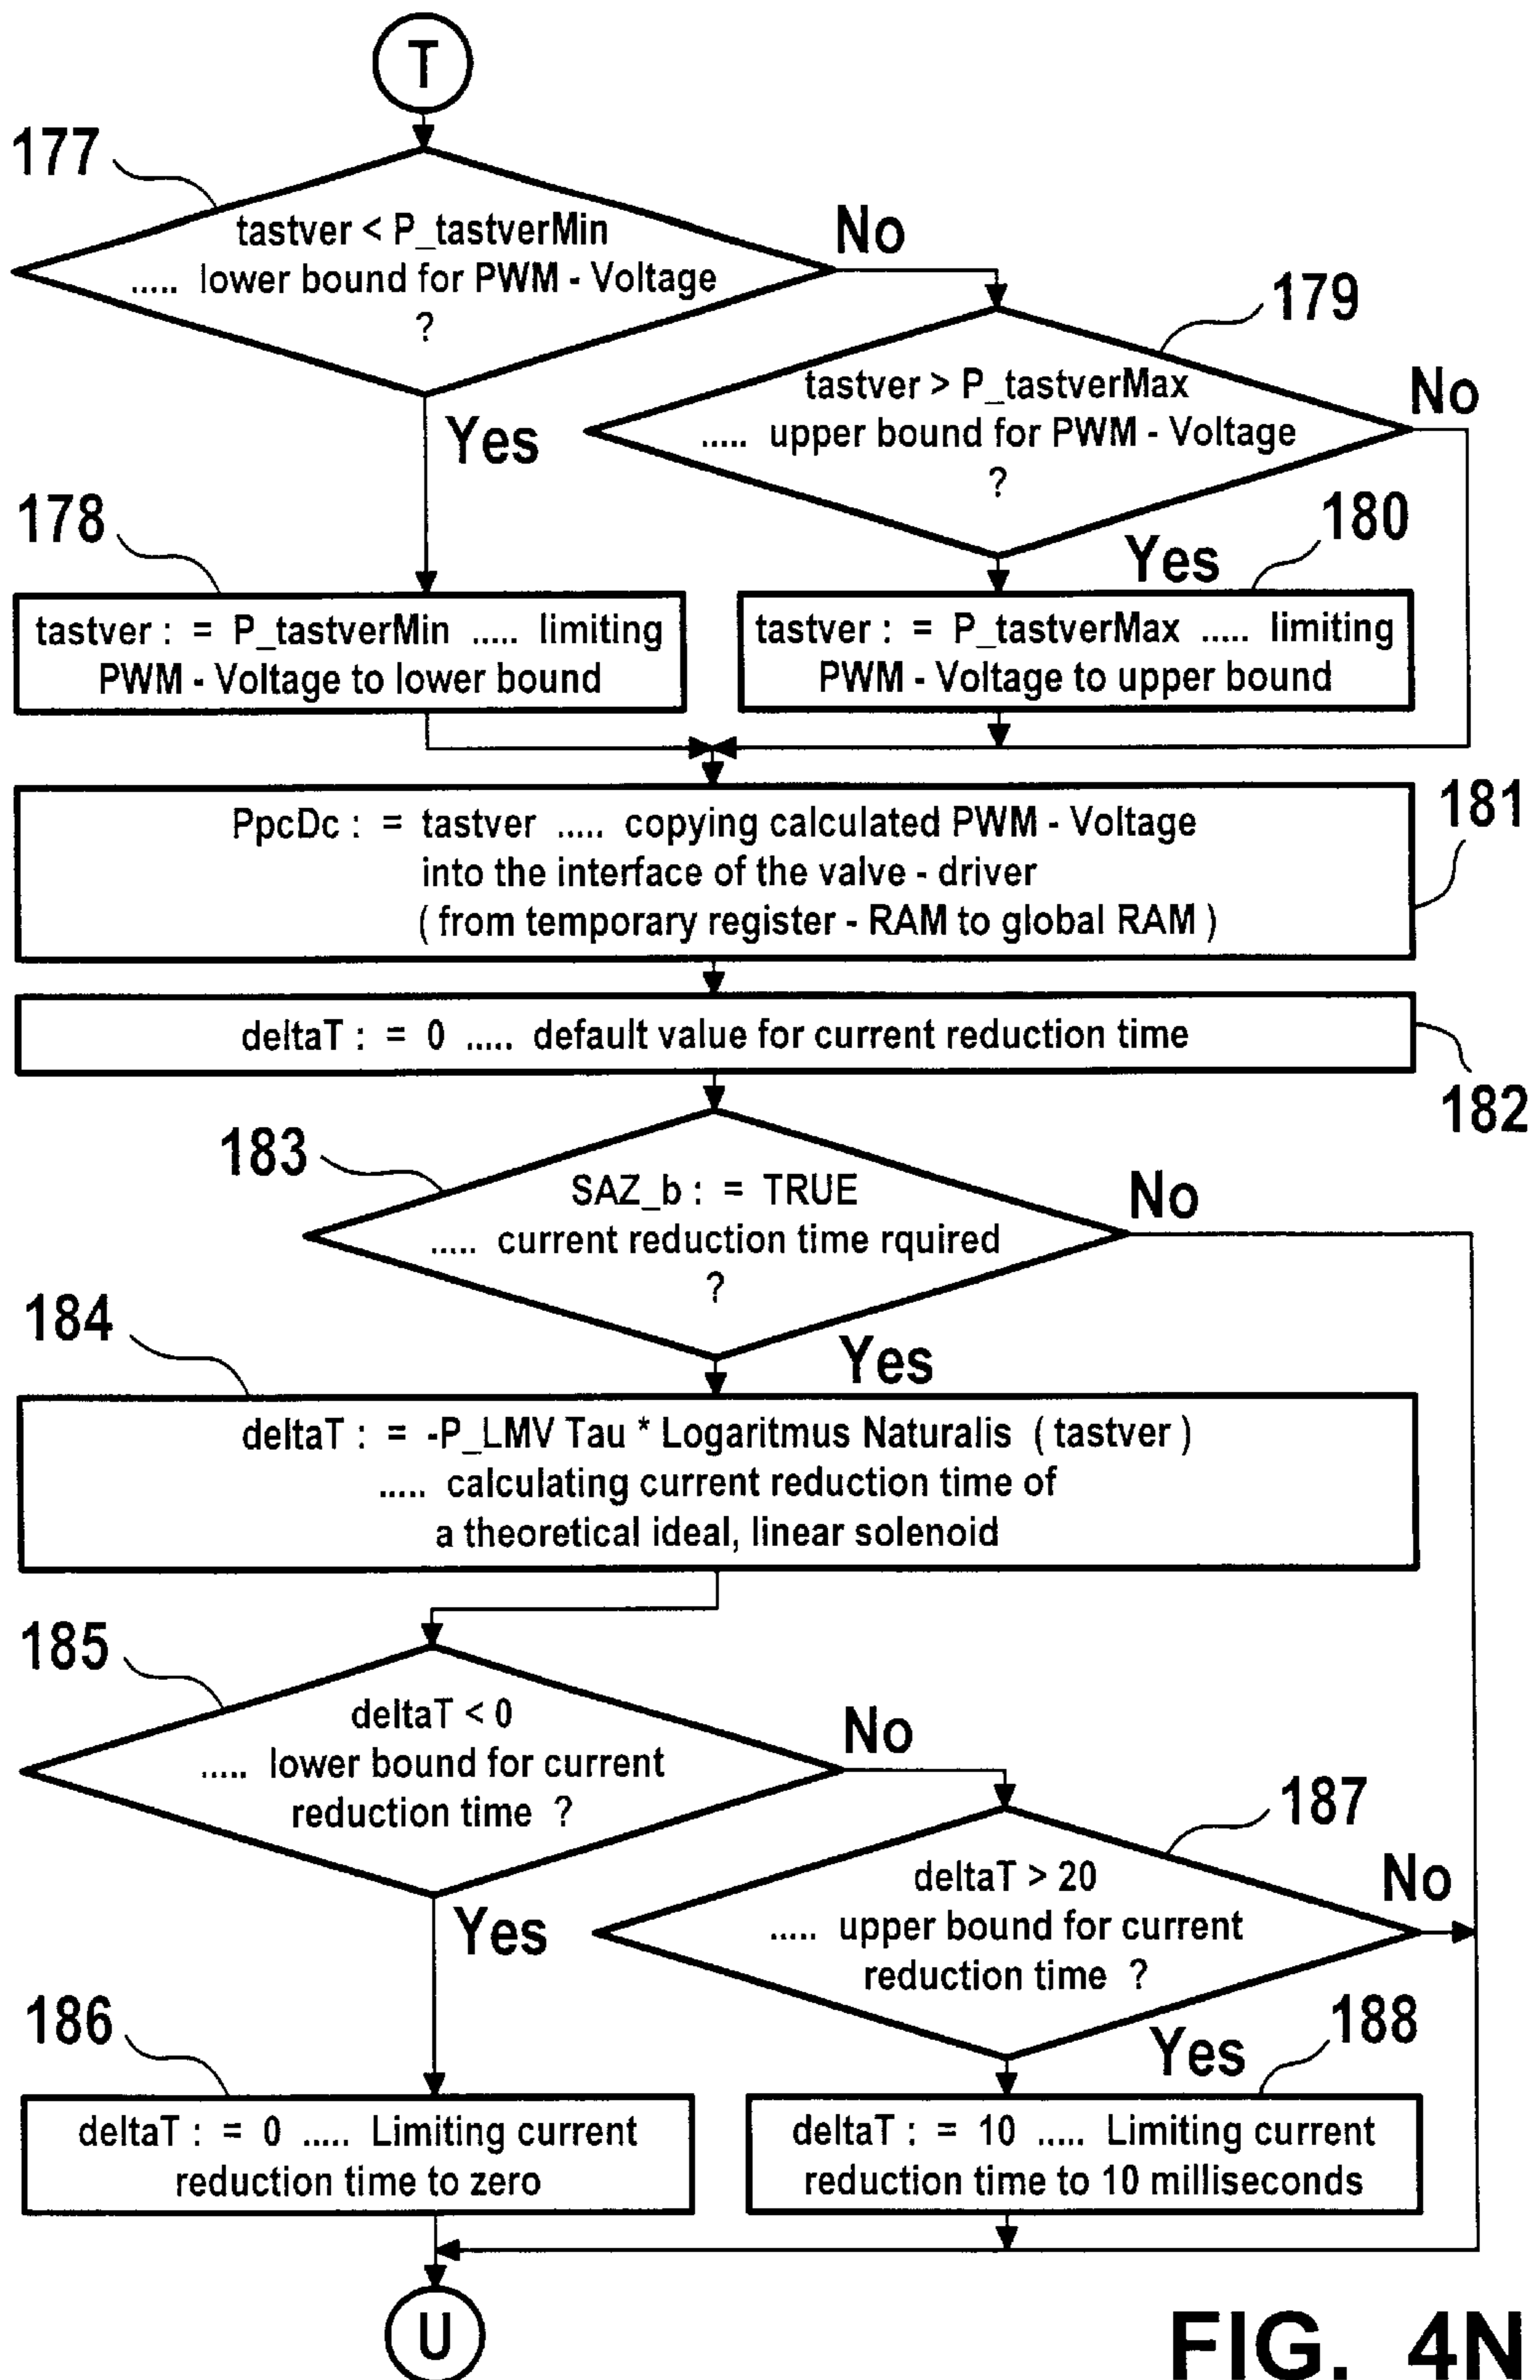 T
177
tastver < P_tastverMin
..... lower bound for PWM - Voltage
?
No
179
tastver > P_tastverMax
..... upper bound for PWM - Voltage
?
No
Yes
178
180
Yes
tastver : = P_tastverMin ..... limiting
PWM - Voltage to lower bound
tastver : = P_tastverMax ..... limiting
PWM - Voltage to upper bound
181
PpcDc : = tastver ..... copying calculated PWM - Voltage
into the interface of the valve - driver
( from temporary register - RAM to global RAM )
deltaT : = 0 ..... default value for current reduction time
182
183
SAZ_b : = TRUE
..... current reduction time rquired
?
No
Yes
184
deltaT : = -P_LMV Tau * Logaritmus Naturalis ( tastver )
..... calculating current reduction time of
a theoretical ideal, linear solenoid
185
deltaT < 0
..... lower bound for current
reduction time ?
No
187
deltaT > 20
..... upper bound for current
reduction time ?
No
Yes
186
188
Yes
deltaT : = 0 ..... Limiting current
reduction time to zero
deltaT : = 10 ..... Limiting current
reduction time to 10 milliseconds
U
FIG. 4N